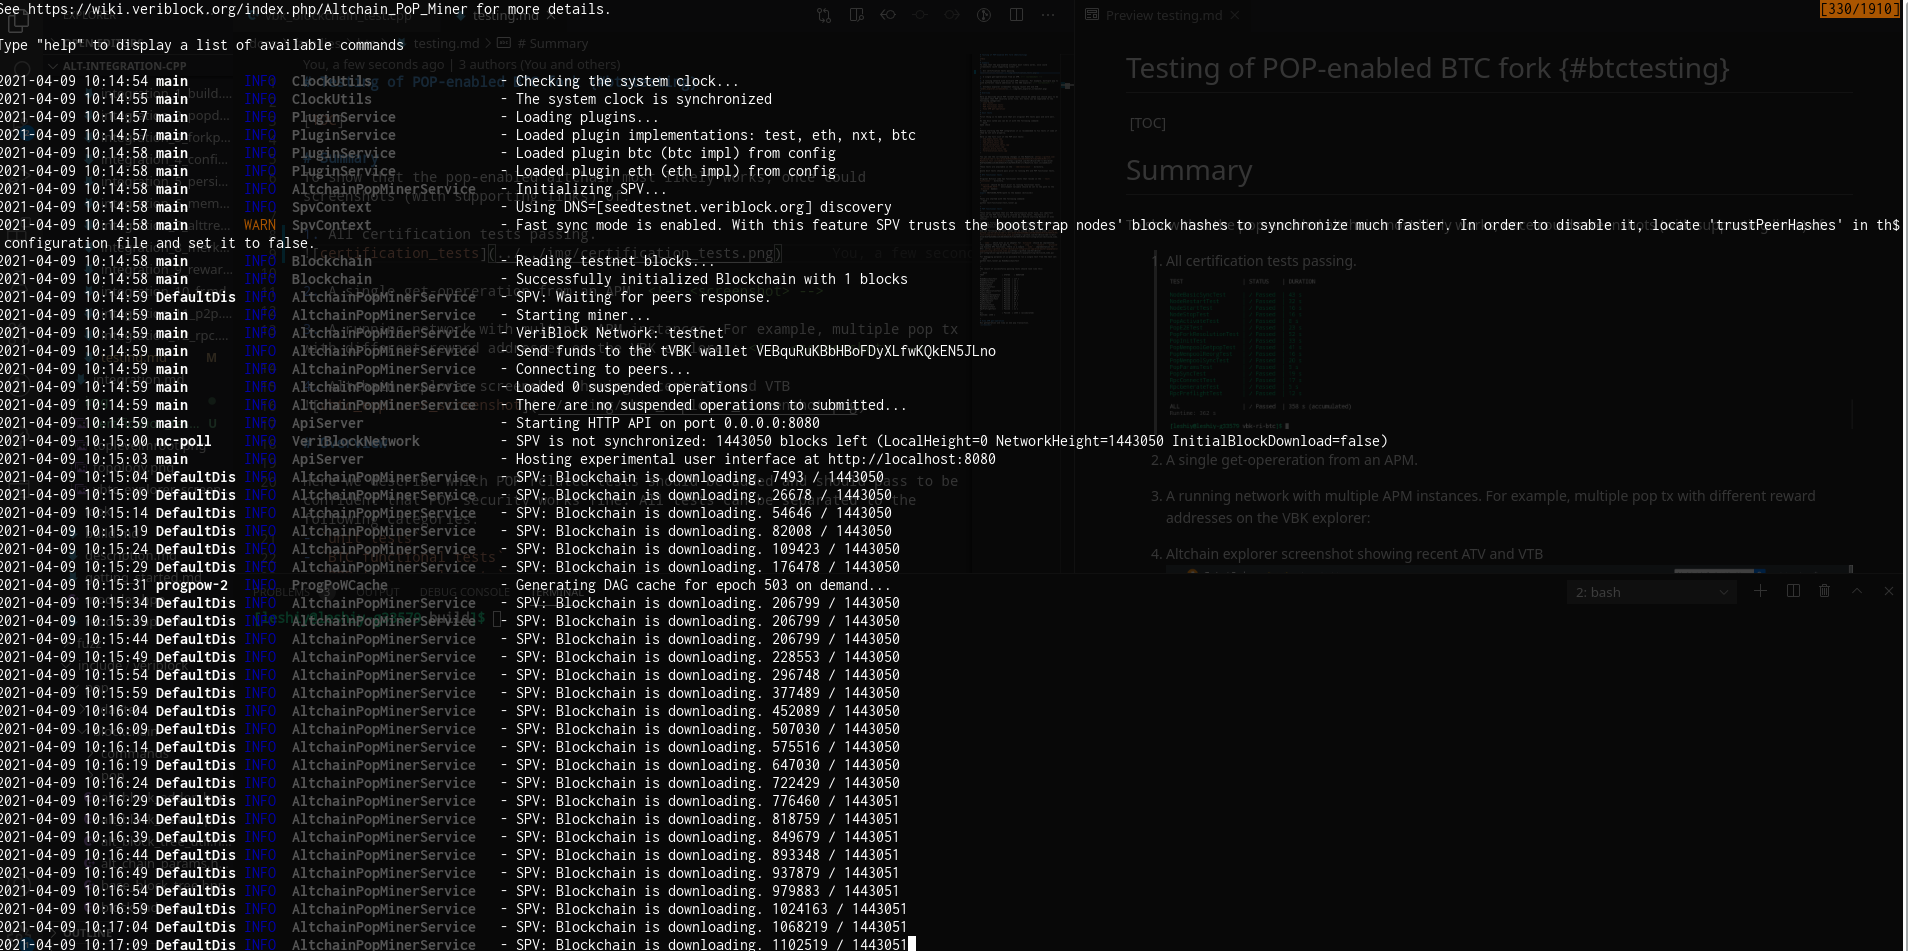 See https://wiki.veriblock.org/index.php/Altchain_PoP_Miner for more details.
[330/1910]
Type "help" to display a list of available commands
2021-04-09 10:14:54 main INFO ClockUtils - Checking the system clock...
2021-04-09 10:14:55 main INFO ClockUtils - The system clock is synchronized
2021-04-09 10:14:57 main INFO PluginService - Loading plugins...
2021-04-09 10:14:57 main INFO PluginService - Loaded plugin implementations: test, eth, nxt, btc
2021-04-09 10:14:58 main INFO PluginService - Loaded plugin btc (btc impl) from config
2021-04-09 10:14:58 main INFO PluginService - Loaded plugin eth (eth impl) from config
2021-04-09 10:14:58 main INFO AltchainPopMinerService - Initializing SPV...
2021-04-09 10:14:58 main INFO SpvContext - Using DNS=[seedtestnet.veriblock.org] discovery
2021-04-09 10:14:58 main WARN SpvContext - Fast sync mode is enabled. With this feature SPV trusts the bootstrap nodes' block hashes to synchronize much faster. In order to disable it, locate 'trustPeerHashes' in th$
configuration file and set it to false.
2021-04-09 10:14:58 main INFO Blockchain - Reading testnet blocks...
2021-04-09 10:14:58 main INFO Blockchain - Successfully initialized Blockchain with 1 blocks
2021-04-09 10:14:59 DefaultDis INFO AltchainPopMinerService - SPV: Waiting for peers response.
2021-04-09 10:14:59 main INFO AltchainPopMinerService - Starting miner...
2021-04-09 10:14:59 main INFO AltchainPopMinerService - VeriBlock Network: testnet
2021-04-09 10:14:59 main INFO AltchainPopMinerService - Send funds to the tVBK wallet VEBquRuKBbHBoFDyXLfwKQkEN5JLno
2021-04-09 10:14:59 main INFO AltchainPopMinerService - Connecting to peers...
2021-04-09 10:14:59 main INFO AltchainPopMinerService - Loaded 0 suspended operations
2021-04-09 10:14:59 main INFO AltchainPopMinerService - There are no suspended operations to submitted...
2021-04-09 10:14:59 main INFO ApiServer - Starting HTTP API on port 0.0.0.0:8080
2021-04-09 10:15:00 nc-poll INFO VeriBlockNetwork - SPV is not synchronized: 1443050 blocks left (LocalHeight=0 NetworkHeight=1443050 InitialBlockDownload=false)
2021-04-09 10:15:03 main INFO ApiServer - Hosting experimental user interface at http://localhost:8080
2021-04-09 10:15:04 DefaultDis INFO AltchainPopMinerService - SPV: Blockchain is downloading. 7493 / 1443050
2021-04-09 10:15:09 DefaultDis INFO AltchainPopMinerService - SPV: Blockchain is downloading. 26678 / 1443050
2021-04-09 10:15:14 DefaultDis INFO AltchainPopMinerService - SPV: Blockchain is downloading. 54646 / 1443050
2021-04-09 10:15:19 DefaultDis INFO AltchainPopMinerService - SPV: Blockchain is downloading. 82008 / 1443050
2021-04-09 10:15:24 DefaultDis INFO AltchainPopMinerService - SPV: Blockchain is downloading. 109423 / 1443050
2021-04-09 10:15:29 DefaultDis INFO AltchainPopMinerService - SPV: Blockchain is downloading. 176478 / 1443050
2021-04-09 10:15:31 progpow-2 INFO ProgPoWCache - Generating DAG cache for epoch 503 on demand...
2021-04-09 10:15:34 DefaultDis INFO AltchainPopMinerService - SPV: Blockchain is downloading. 206799 / 1443050
2021-04-09 10:15:39 DefaultDis INFO AltchainPopMinerService - SPV: Blockchain is downloading. 206799 / 1443050
2021-04-09 10:15:44 DefaultDis INFO AltchainPopMinerService - SPV: Blockchain is downloading. 206799 / 1443050
2021-04-09 10:15:49 DefaultDis INFO AltchainPopMinerService - SPV: Blockchain is downloading. 228553 / 1443050
2021-04-09 10:15:54 DefaultDis INFO AltchainPopMinerService - SPV: Blockchain is downloading. 296748 / 1443050
2021-04-09 10:15:59 DefaultDis INFO AltchainPopMinerService - SPV: Blockchain is downloading. 377489 / 1443050
2021-04-09 10:16:04 DefaultDis INFO AltchainPopMinerService - SPV: Blockchain is downloading. 452089 / 1443050
2021-04-09 10:16:09 DefaultDis INFO AltchainPopMinerService - SPV: Blockchain is downloading. 507030 / 1443050
2021-04-09 10:16:14 DefaultDis INFO AltchainPopMinerService - SPV: Blockchain is downloading. 575516 / 1443050
2021-04-09 10:16:19 DefaultDis INFO AltchainPopMinerService - SPV: Blockchain is downloading. 647030 / 1443050
2021-04-09 10:16:24 DefaultDis INFO AltchainPopMinerService - SPV: Blockchain is downloading. 722429 / 1443050
2021-04-09 10:16:29 DefaultDis INFO AltchainPopMinerService - SPV: Blockchain is downloading. 776460 / 1443051
2021-04-09 10:16:34 DefaultDis INFO AltchainPopMinerService - SPV: Blockchain is downloading. 818759 / 1443051
2021-04-09 10:16:39 DefaultDis INFO AltchainPopMinerService - SPV: Blockchain is downloading. 849679 / 1443051
2021-04-09 10:16:44 DefaultDis INFO AltchainPopMinerService - SPV: Blockchain is downloading. 893348 / 1443051
2021-04-09 10:16:49 DefaultDis INFO AltchainPopMinerService - SPV: Blockchain is downloading. 937879 / 1443051
2021-04-09 10:16:54 DefaultDis INFO AltchainPopMinerService - SPV: Blockchain is downloading. 979883 / 1443051
2021-04-09 10:16:59 DefaultDis INFO AltchainPopMinerService - SPV: Blockchain is downloading. 1024163 / 1443051
2021-04-09 10:17:04 DefaultDis INFO AltchainPopMinerService - SPV: Blockchain is downloading. 1068219 / 1443051
2021-04-09 10:17:09 DefaultDis INFO AltchainPopMinerService - SPV: Blockchain is downloading. 1102519 / 1443051
testing.md
testing.md > # Summary
You, a few seconds ago | 3 authors (You and others)
ALT-INTEGRATION-CPP
Preview testing.md
Testing of POP-enabled BTC fork {#btctesting}
[TOC]
Summary
1. All certification tests passing.
2. A single get-opereration from an APM.
3. A running network with multiple APM instances. For example, multiple pop tx with different reward
addresses on the VBK explorer:
4. Altchain explorer screenshot showing recent ATV and VTB
PROBLEMS OUTPUT DEBUG CONSOLE TERMINAL
2: bash